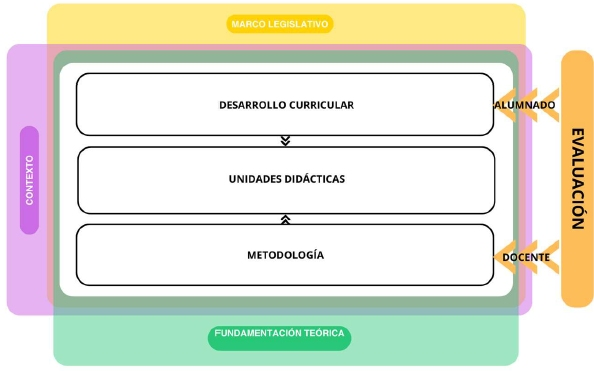 MARCO LEGISLATIVO
DESARROLLO CURRICULAR
ALUMNADO
UNIDADES DIDÁCTICAS
CONTEXTO
EVALUACIÓN
METODOLOGÍA
DOCENTE
FUNDAMENTACIÓN TEÓRICA